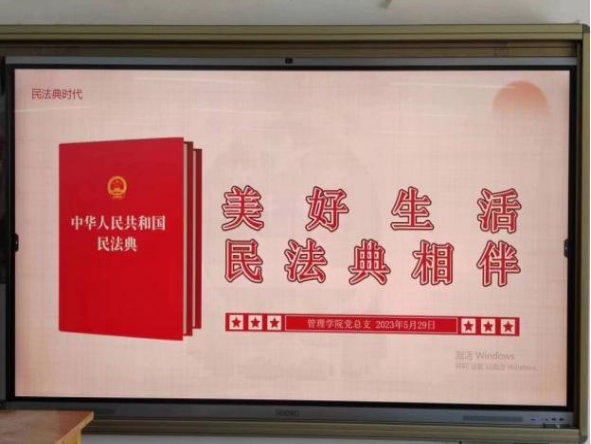 民法典时代
中华人民共和国
民法典
美好生活
民法典相伴
管理学院党总支 2023年5月29日
激活 Windows